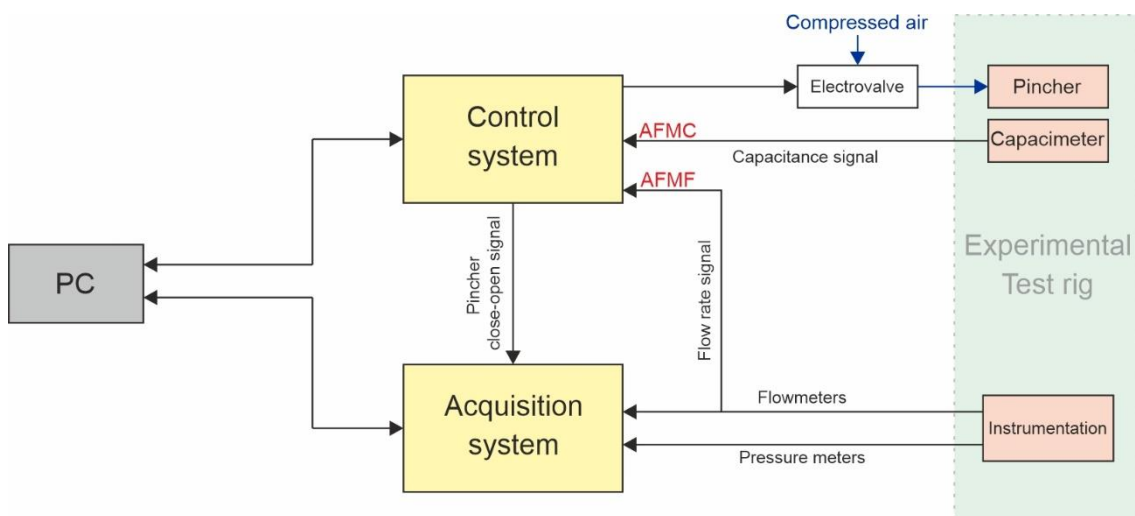 Compressed air
Electrovalve
Pincher
Control
system
AFMC
Capacitance signal
Capacimeter
AFMF
Pincher
close-open signal
Flow rate signal
Experimental
Test rig
PC
Acquisition
system
Flowmeters
Pressure meters
Instrumentation